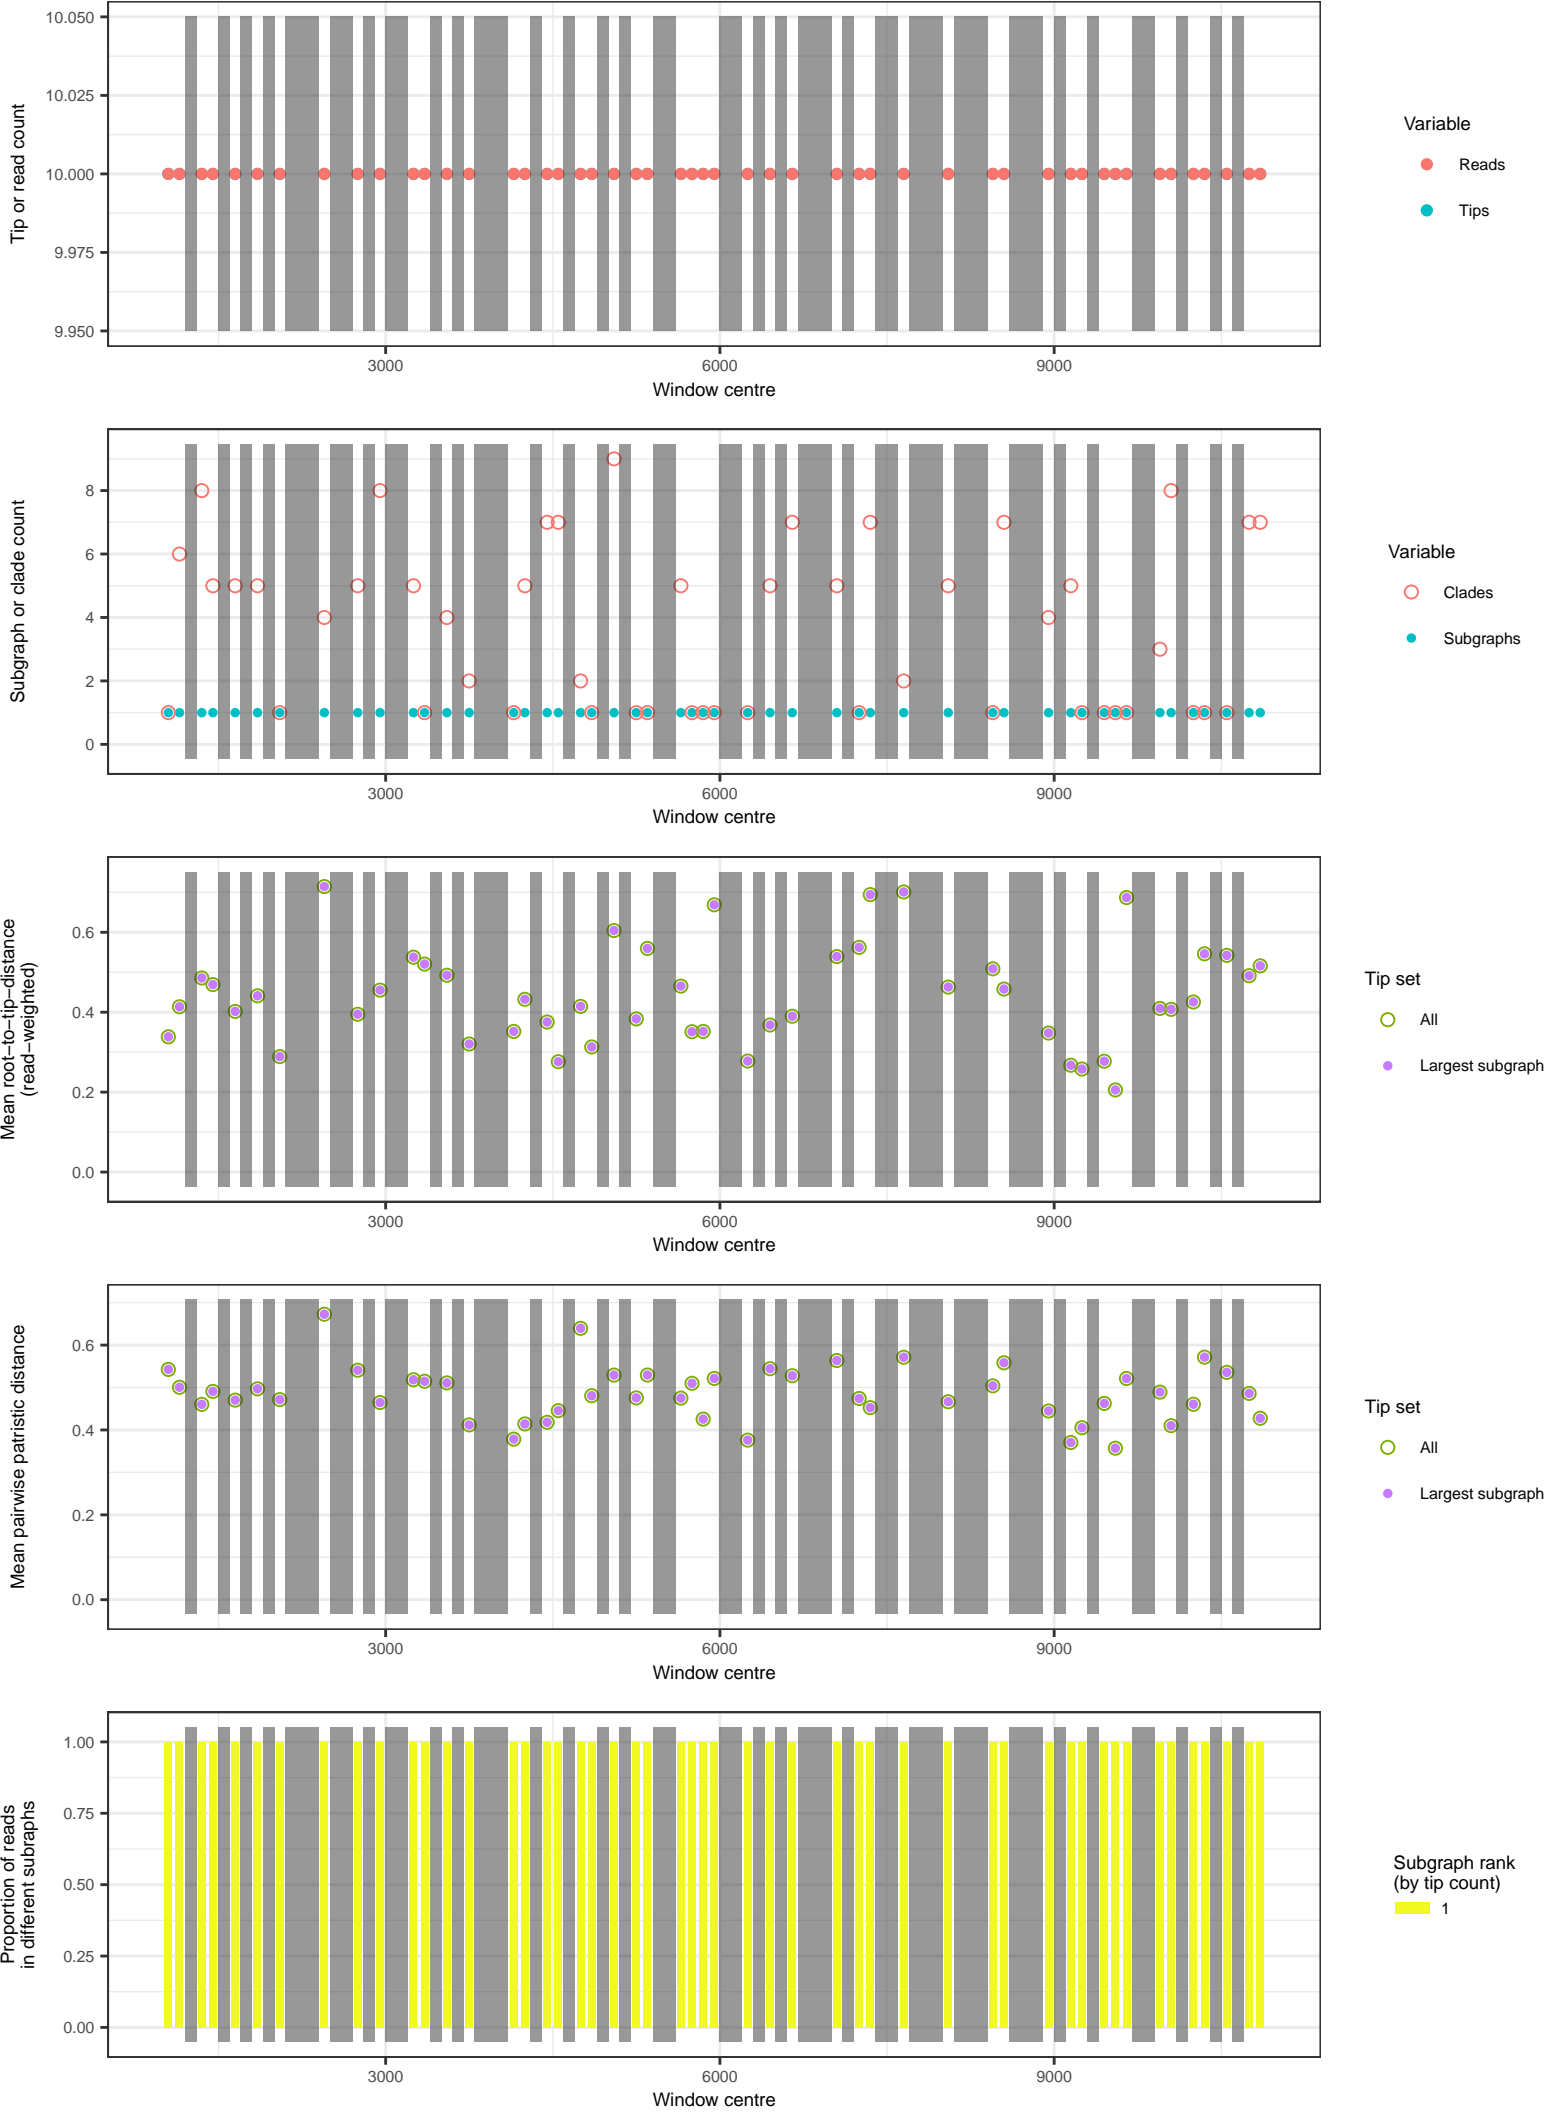 Tip or read count
10.050
10.025
10.000
9.975
9.950
3000 6000 9000
Window centre
Variable
Reads
Tips
Subgraph or clade count
8
6
4
2
0
3000 6000 9000
Window centre
Variable
Clades
Subgraphs
Mean root−to−tip−distance
(read−weighted)
0.6
0.4
0.2
0.0
3000 6000 9000
Window centre
Tip set
All
Largest subgraph
Mean pairwise patristic distance
0.6
0.4
0.2
0.0
3000 6000 9000
Window centre
Tip set
All
Largest subgraph
Proportion of reads
in different subraphs
1.00
0.75
0.50
0.25
0.00
3000 6000 9000
Window centre
Subgraph rank
(by tip count)
1